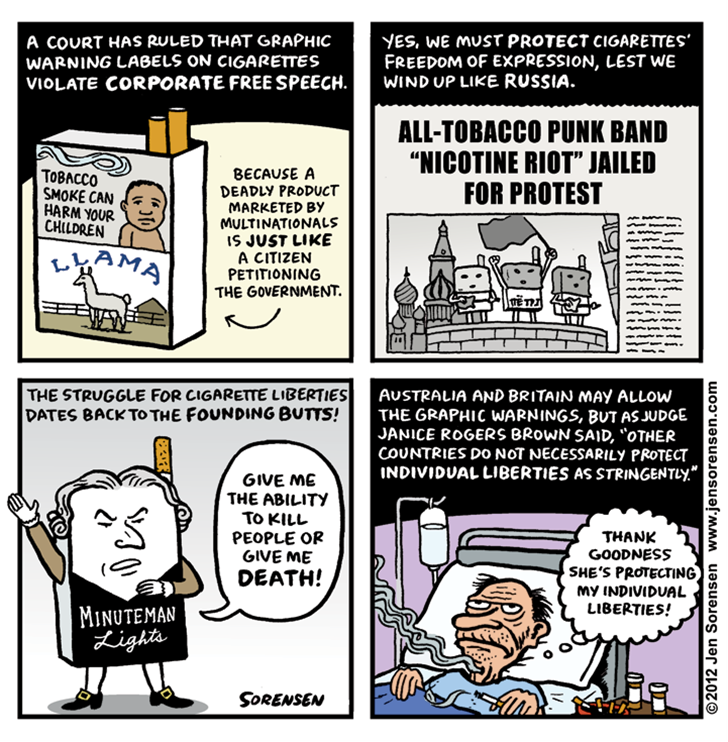 A COURT HAS RULED THAT GRAPHIC
WARNING LABELS ON CIGARETTES
VIOLATE CORPORATE FREE SPEECH.
TOBACCO
SMOKE CAN
HARM YOUR
CHILDREN
LLAMA
BECAUSE A
DEADLY PRODUCT
MARKETED BY
MULTINATIONALS
IS JUST LIKE
A CITIZEN
PETITIONING
THE GOVERNMENT.
YES, WE MUST PROTECT CIGARETTES'
FREEDOM OF EXPRESSION, LEST WE
WIND UP LIKE RUSSIA.
ALL-TOBACCO PUNK BAND
"NICOTINE RIOT" JAILED
FOR PROTEST
THE STRUGGLE FOR CIGARETTE LIBERTIES
DATES BACK TO THE FOUNDING BUTTS!
GIVE ME
THE ABILITY
TO KILL
PEOPLE OR
GIVE ME
DEATH!
MINUTEMAN
Lights
SORENSEN
AUSTRALIA AND BRITAIN MAY ALLOW
THE GRAPHIC WARNINGS, BUT AS JUDGE
JANICE ROGERS BROWN SAID, "OTHER
COUNTRIES DO NOT NECESSARILY PROTECT
INDIVIDUAL LIBERTIES AS STRINGENTLY."
THANK
GOODNESS
SHE'S PROTECTING
MY INDIVIDUAL
LIBERTIES!
© 2012 Jen Sorensen www.jensorensen.com